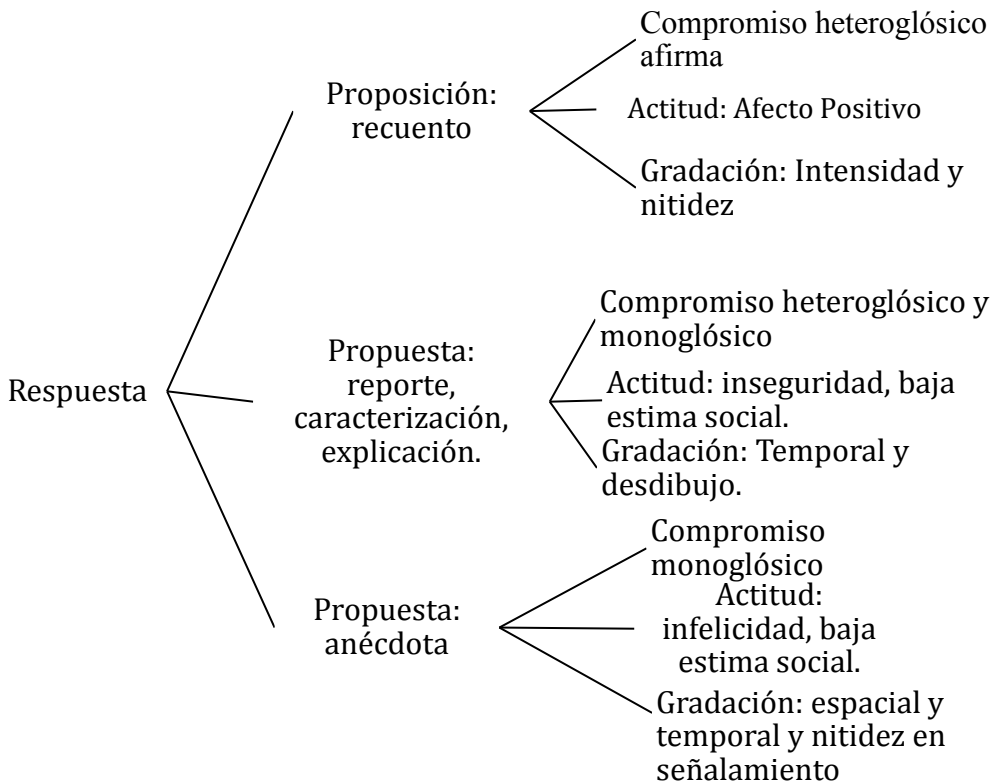 Compromiso heteroglósico
afirma
Proposición:
recuento
Actitud: Afecto Positivo
Gradación: Intensidad y
nitidez
Respuesta
Propuesta:
reporte,
caracterización,
explicación.
Compromiso heteroglósico y
monoglósico
Actitud: inseguridad, baja
estima social.
Gradación: Temporal y
desdibujo.
Propuesta:
anécdota
Compromiso
monoglósico
Actitud:
infelicidad, baja
estima social.
Gradación: espacial y
temporal y nitidez en
señalamiento